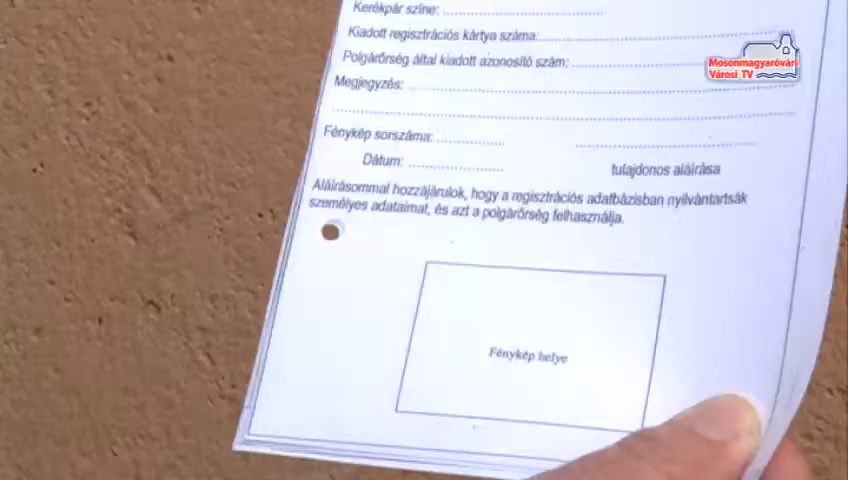 Kerékpár színe: ........................................
Kiadott regisztrációs kártya száma: ........................................
Polgárőrség által kiadott azonosító szám: ........................................
Mosonmagyaróvári
Városi TV
Megjegyzés: ........................................
........................................
Fénykép sorszáma: ....................
Dátum: ........................
tulajdonos aláírása
Aláírásommal hozzájárulok, hogy a regisztrációs adatbázisban nyilvántartsák
személyes adataimat, és azt a polgárőrség felhasználja.
Fénykép helye